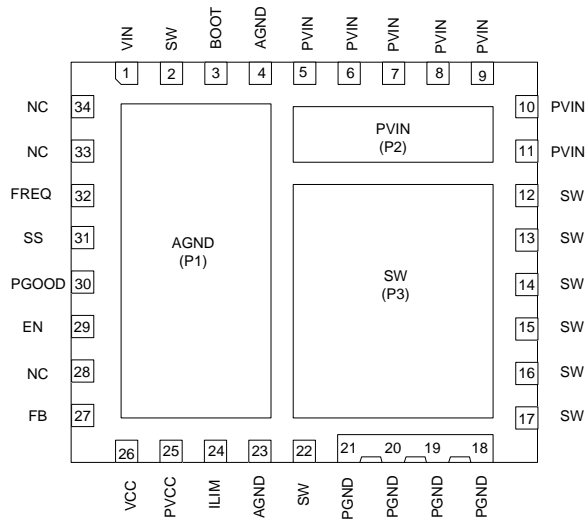 VIN SW BOOT AGND PVIN PVIN PVIN PVIN PVIN
1 2 3 4 5 6 7 8 9
NC 34
NC 33
FREQ 32
SS 31
PGOOD 30
EN 29
NC 28
FB 27
AGND
(P1)
PVIN
(P2)
SW
(P3)
10 PVIN
11 PVIN
12 SW
13 SW
14 SW
15 SW
16 SW
17 SW
26 25 24 23 22 21 20 19 18
VCC PVCC ILIM AGND SW PGND PGND PGND PGND